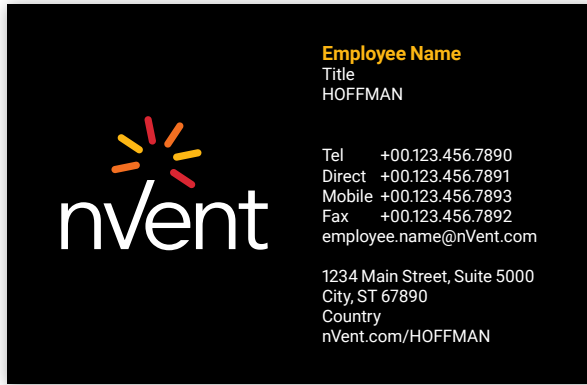 nVent
Employee Name
Title
HOFFMAN
Tel +00.123.456.7890
Direct +00.123.456.7891
Mobile +00.123.456.7893
Fax +00.123.456.7892
employee.name@nVent.com
1234 Main Street, Suite 5000
City, ST 67890
Country
nVent.com/HOFFMAN